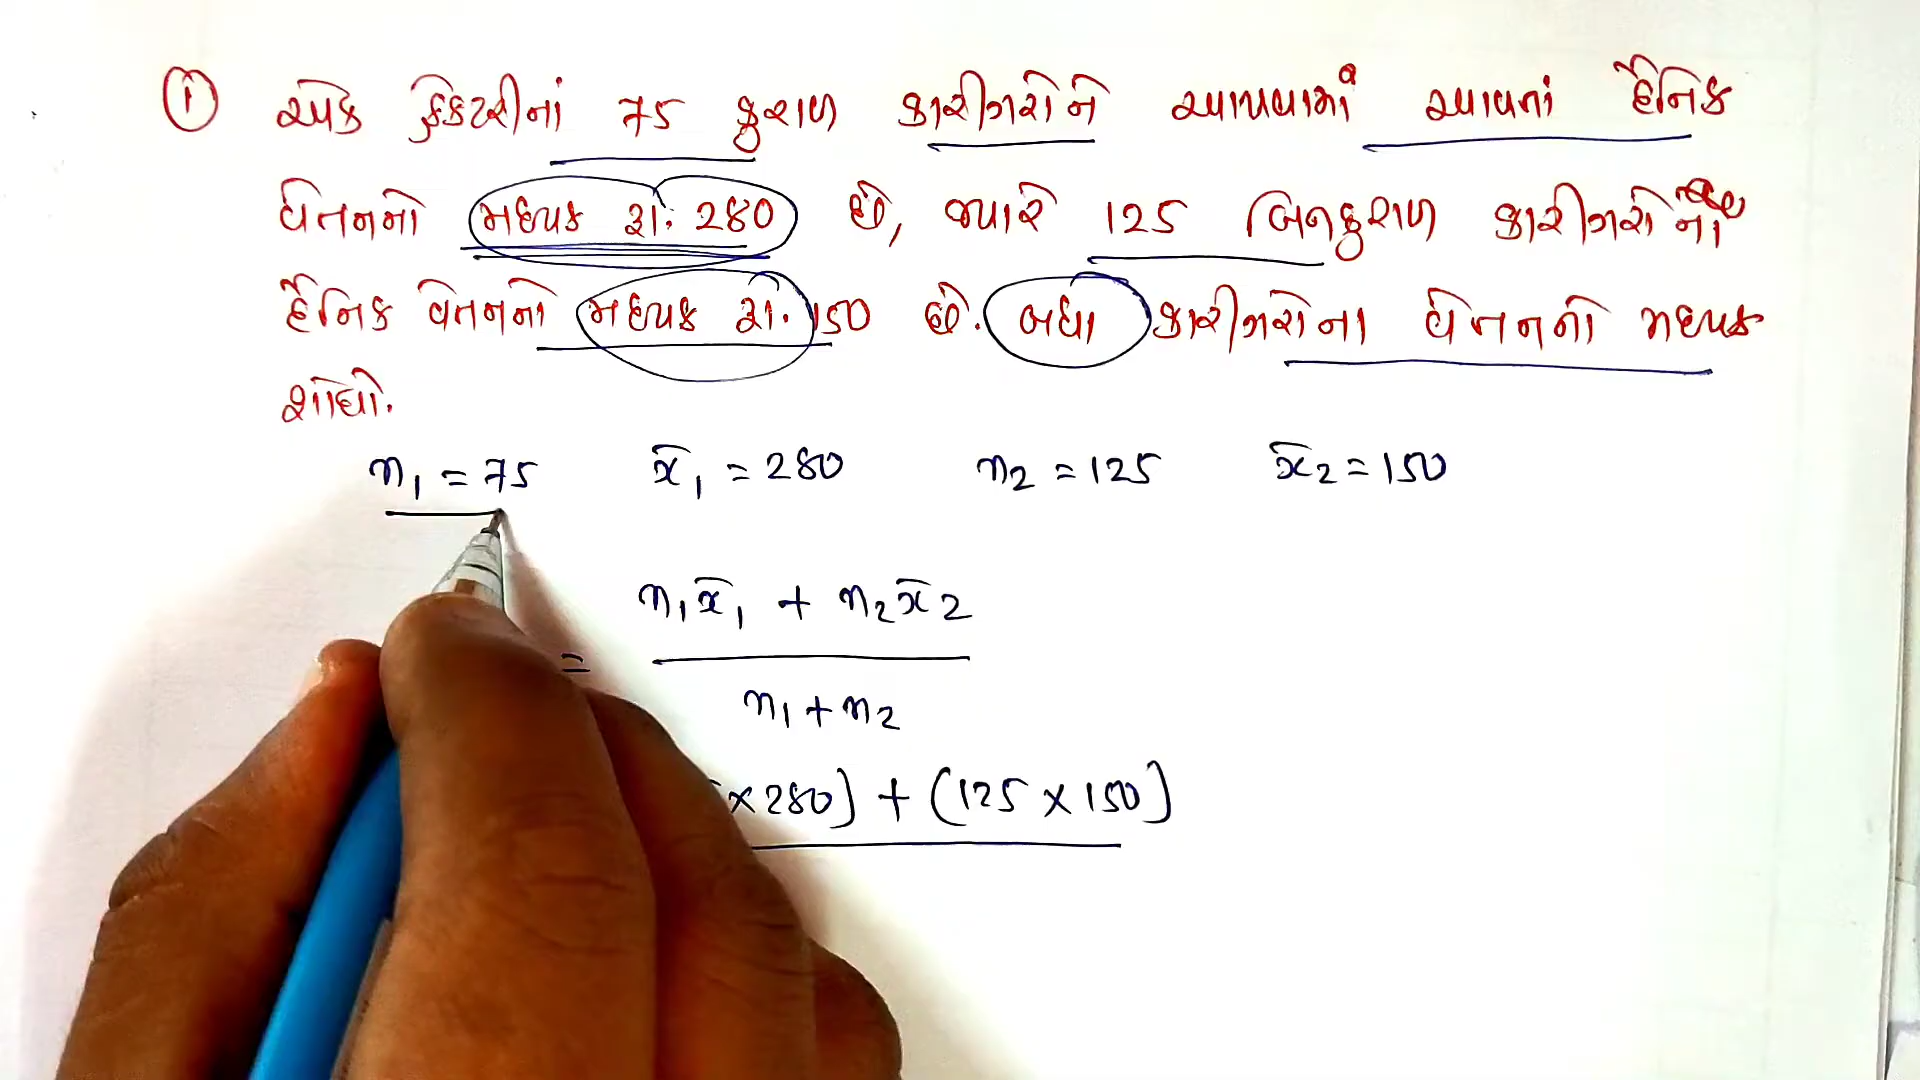 ① એક ફેકટરીનાં 75 કુશળ કારીગરોને આપવામાં આવતાં દૈનિક
વેતનનો મધ્યક રૂા. 280 છે, જ્યારે 125 બિનકુશળ કારીગરોના
દૈનિક વેતનનો મધ્યક રૂા. 150 છે. બધા કારીગરોના વેતનનો મધ્યક
શોધો.
n₁ = 75 x̄₁ = 280 n₂ = 125 x̄₂ = 150
n₁x̄₁ + n₂x̄₂
=
n₁ + n₂
× 280) + (125 × 150)